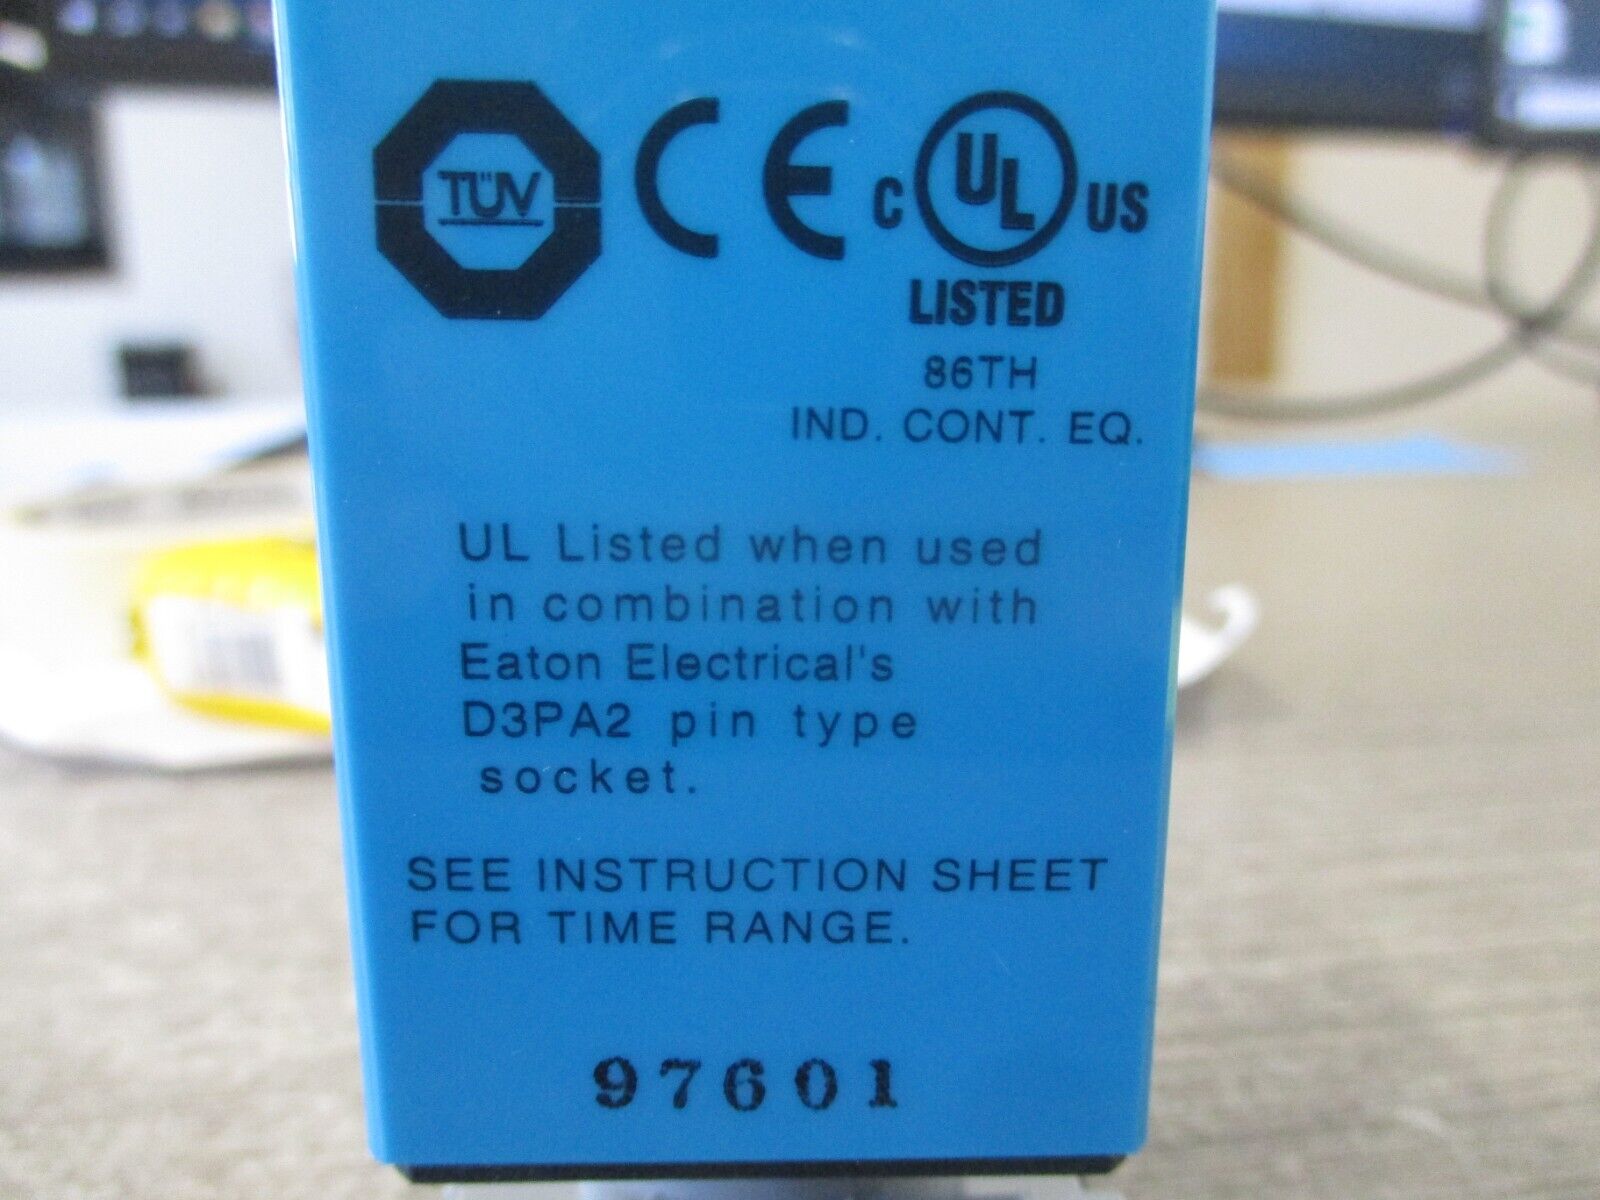 TÜV CE C UL US
LISTED
86TH
IND. CONT. EQ.
UL Listed when used
in combination with
Eaton Electrical's
D3PA2 pin type
socket.
SEE INSTRUCTION SHEET
FOR TIME RANGE.
97601